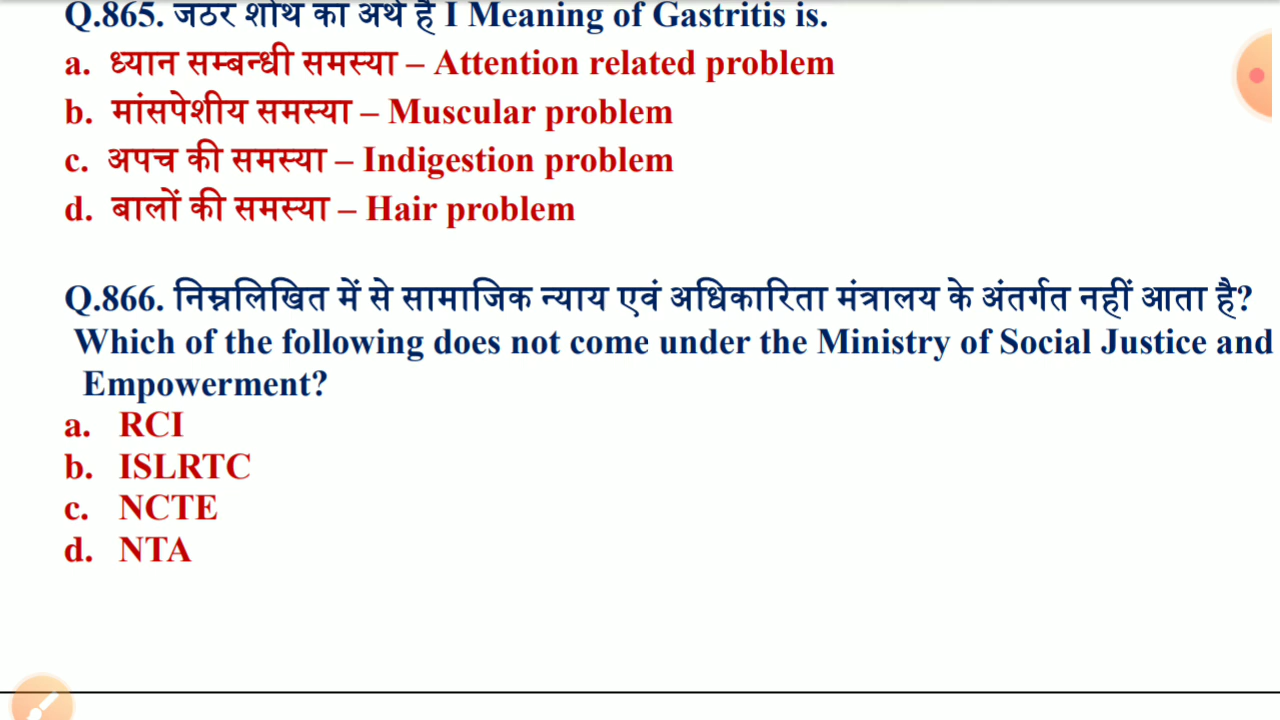 Q.865. जठर शोथ का अर्थ है I Meaning of Gastritis is.
a. ध्यान सम्बन्धी समस्या – Attention related problem
b. मांसपेशीय समस्या – Muscular problem
c. अपच की समस्या – Indigestion problem
d. बालों की समस्या – Hair problem
Q.866. निम्नलिखित में से सामाजिक न्याय एवं अधिकारिता मंत्रालय के अंतर्गत नहीं आता है?
Which of the following does not come under the Ministry of Social Justice and
Empowerment?
a. RCI
b. ISLRTC
c. NCTE
d. NTA